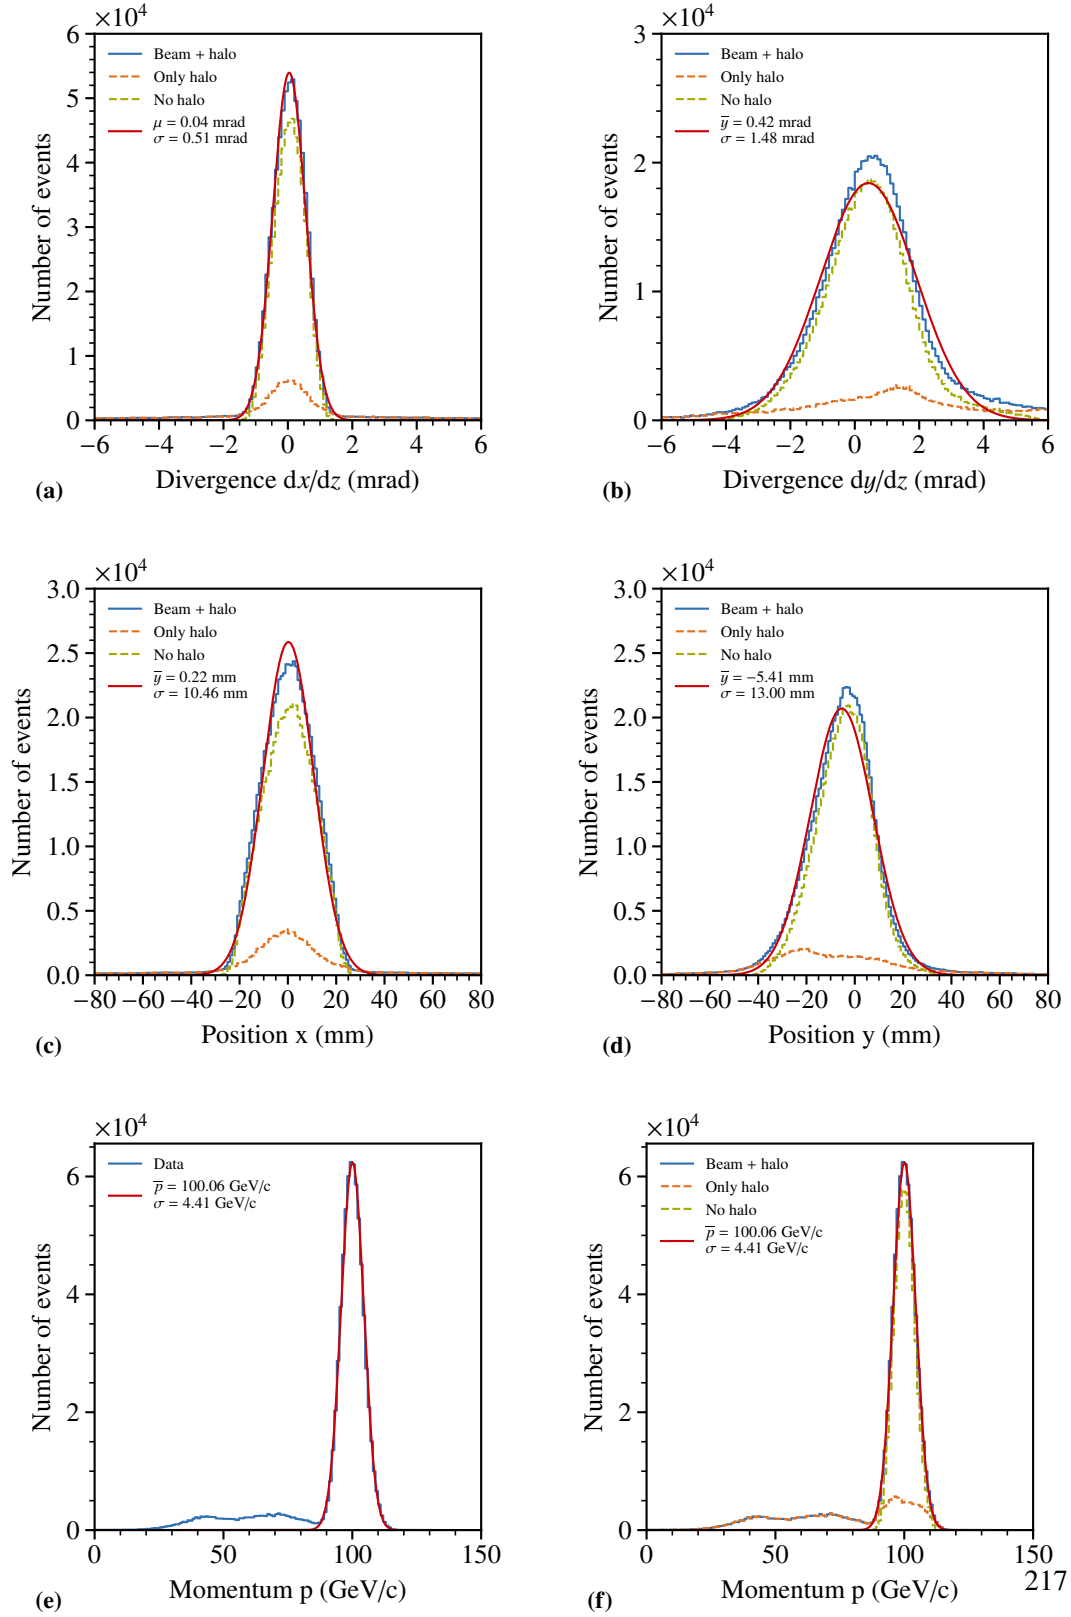 ×10⁴
6
5
4
3
2
1
0
Number of events
Beam + halo
Only halo
No halo
μ = 0.04 mrad
σ = 0.51 mrad
−6 −4 −2 0 2 4 6
Divergence dx/dz (mrad)
(a)
×10⁴
3
2
1
0
Number of events
Beam + halo
Only halo
No halo
y̅ = 0.42 mrad
σ = 1.48 mrad
−6 −4 −2 0 2 4 6
Divergence dy/dz (mrad)
(b)
×10⁴
3.0
2.5
2.0
1.5
1.0
0.5
0.0
Number of events
Beam + halo
Only halo
No halo
y̅ = 0.22 mm
σ = 10.46 mm
−80 −60 −40 −20 0 20 40 60 80
Position x (mm)
(c)
×10⁴
3.0
2.5
2.0
1.5
1.0
0.5
0.0
Number of events
Beam + halo
Only halo
No halo
y̅ = −5.41 mm
σ = 13.00 mm
−80 −60 −40 −20 0 20 40 60 80
Position y (mm)
(d)
×10⁴
6
4
2
0
Number of events
Data
p̅ = 100.06 GeV/c
σ = 4.41 GeV/c
0 50 100 150
Momentum p (GeV/c)
(e)
×10⁴
6
4
2
0
Number of events
Beam + halo
Only halo
No halo
p̅ = 100.06 GeV/c
σ = 4.41 GeV/c
0 50 100 150
Momentum p (GeV/c)
(f)
217